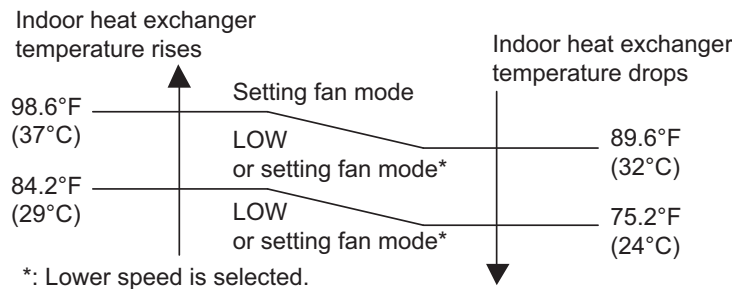 Indoor heat exchanger
temperature rises
Indoor heat exchanger
temperature drops
Setting fan mode
98.6°F
(37°C)
LOW
or setting fan mode*
89.6°F
(32°C)
84.2°F
(29°C)
LOW
or setting fan mode*
75.2°F
(24°C)
*: Lower speed is selected.